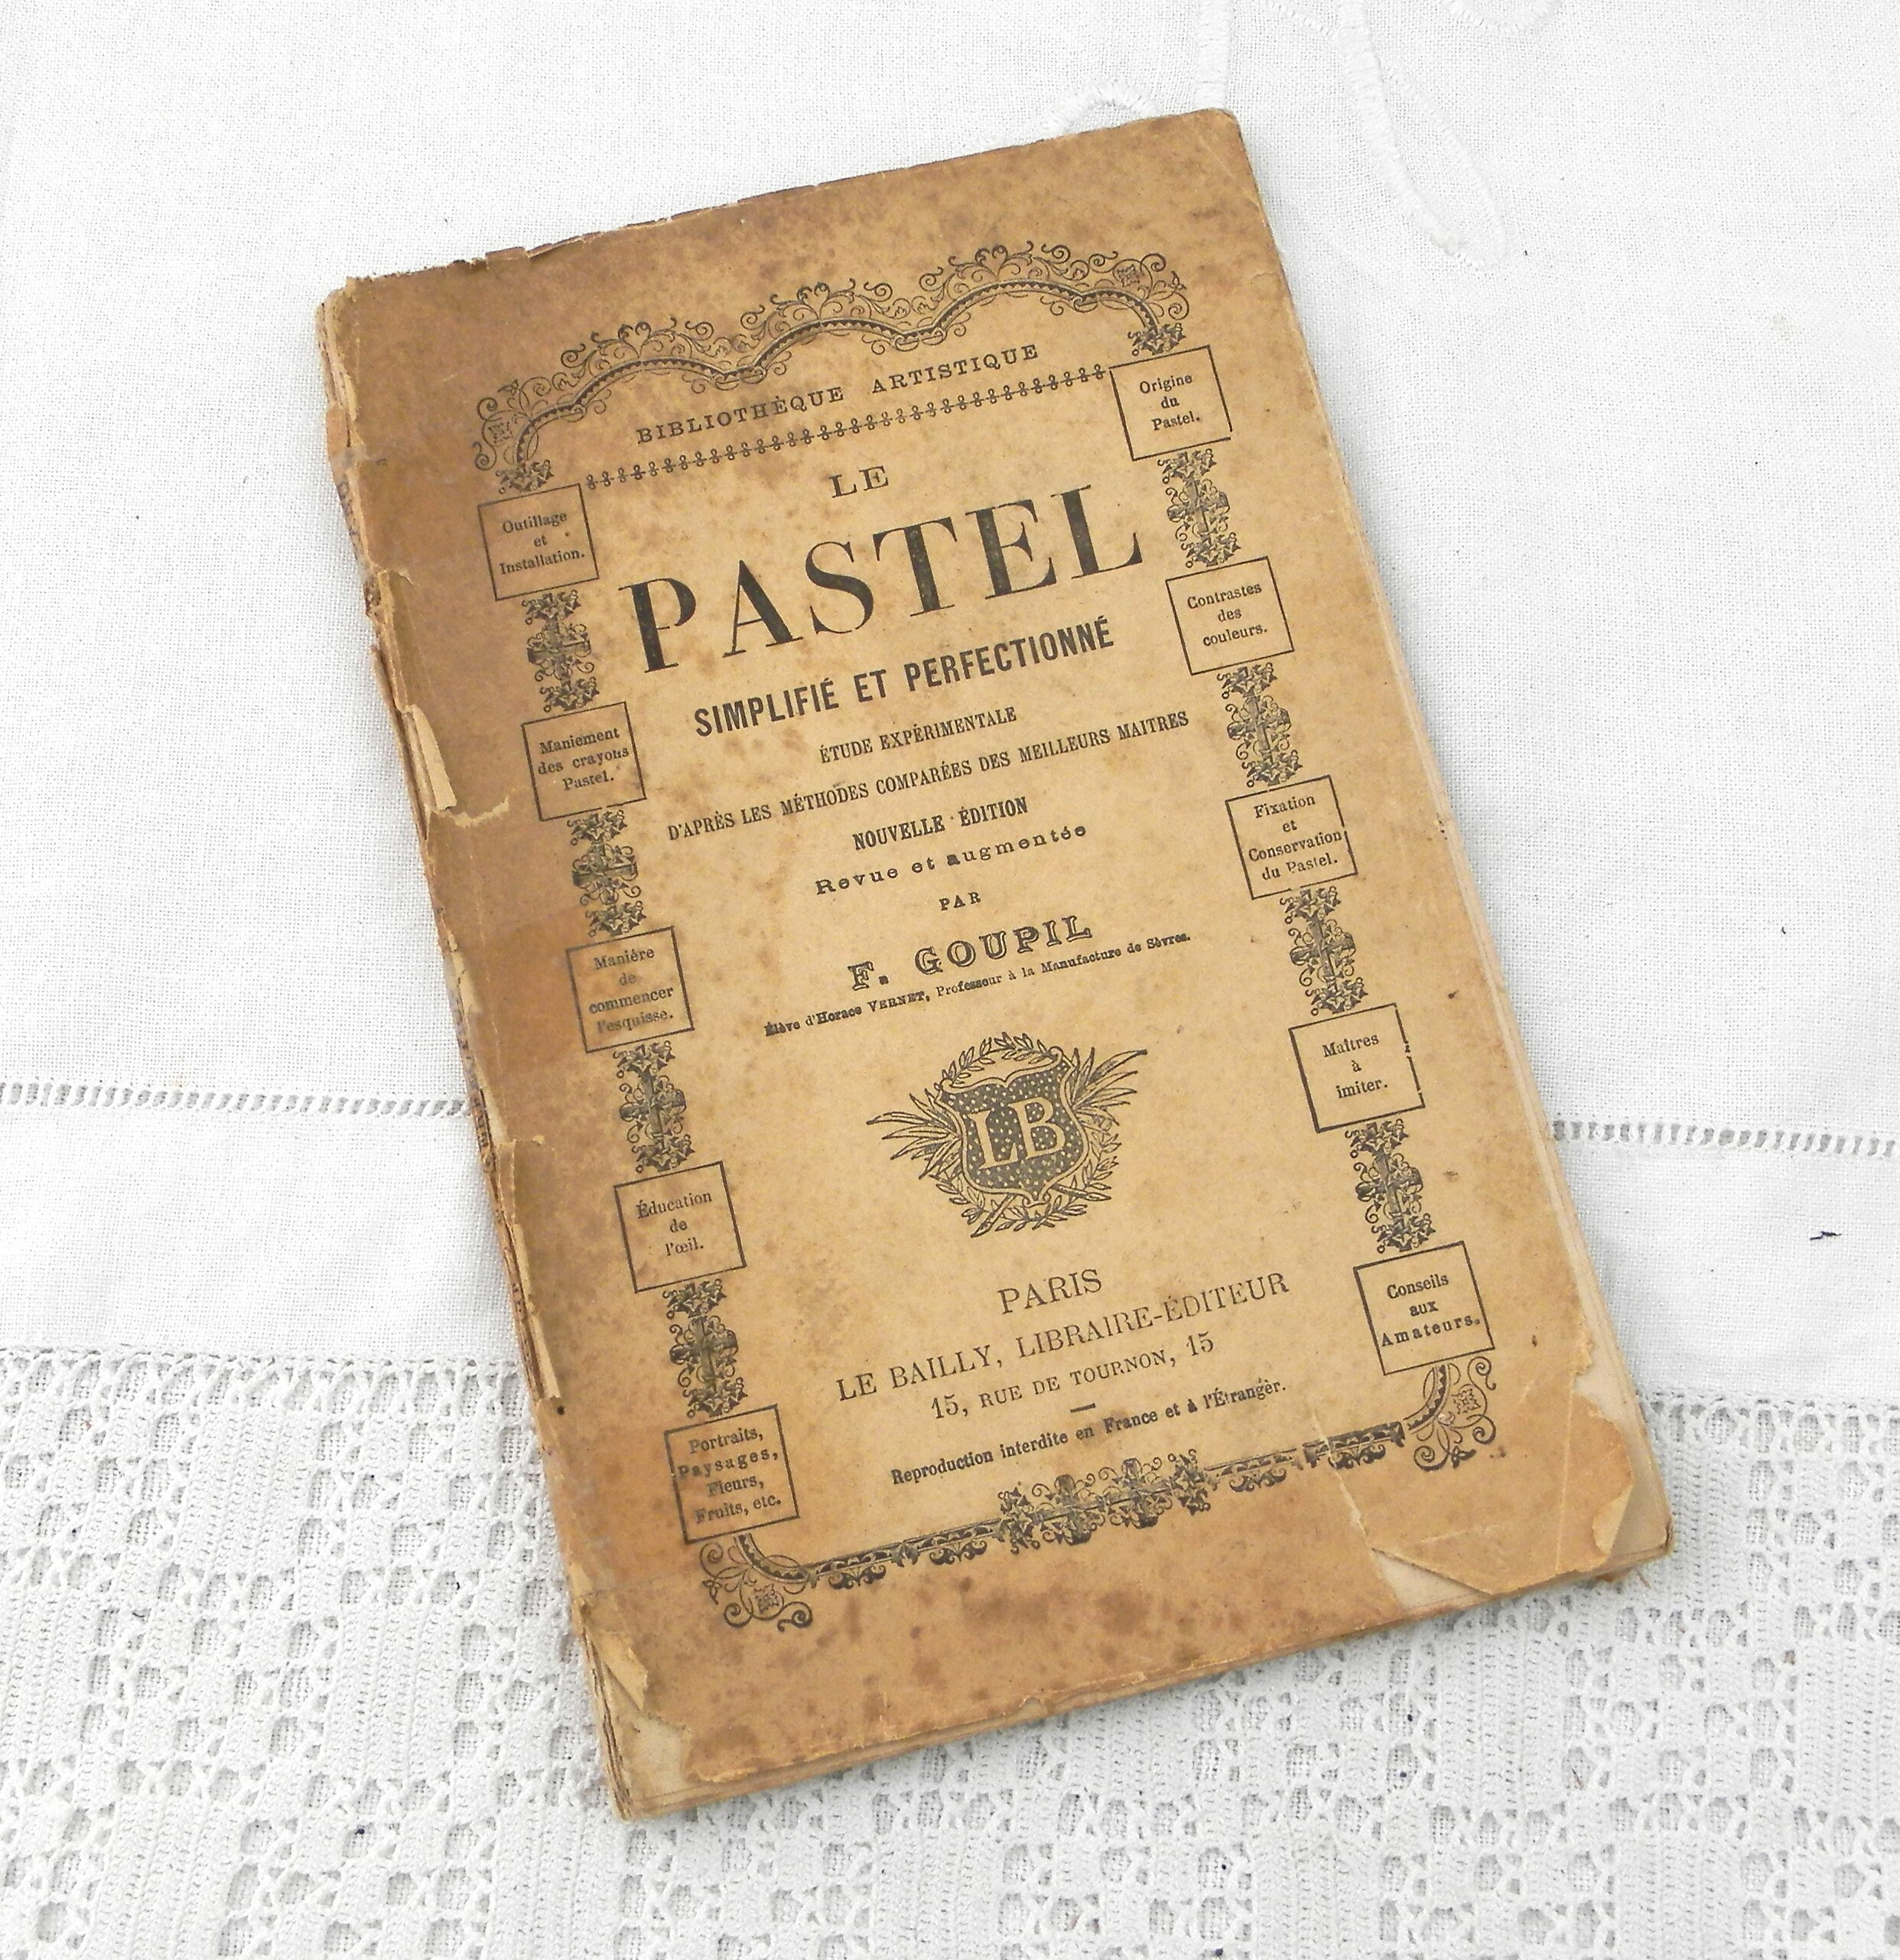 BIBLIOTHÈQUE ARTISTIQUE
LE
PASTEL
SIMPLIFIÉ ET PERFECTIONNÉ
ÉTUDE EXPÉRIMENTALE
D'APRÈS LES MÉTHODES COMPARÉES DES MEILLEURS MAITRES
NOUVELLE ÉDITION
Revue et augmentée
PAR
F. GOUPIL
Élève d'Horace VERNET, Professeur à la Manufacture de Sèvres.
LB
PARIS
LE BAILLY, LIBRAIRE-ÉDITEUR
15, RUE DE TOURNON, 15
Reproduction interdite en France et à l'Étranger.
Outillage
et
Installation.
Maniement
des crayons
Pastel.
Manière
de
commencer
l'esquisse.
Éducation
de
l'œil.
Portraits,
Paysages,
Fleurs,
Fruits, etc.
Origine
du
Pastel.
Contrastes
des
couleurs.
Fixation
et
Conservation
du Pastel.
Maîtres
à
imiter.
Conseils
aux
Amateurs.